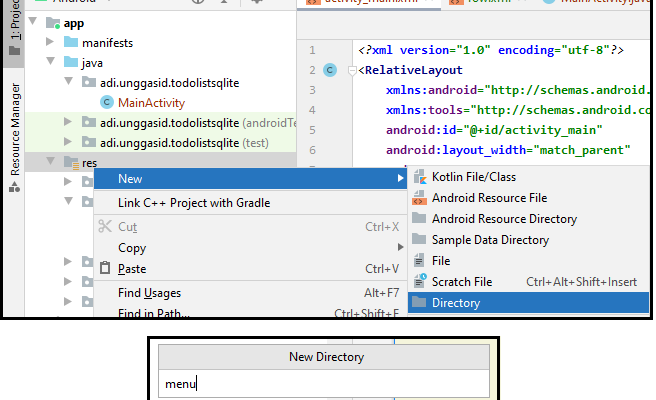 1: Project
Resource Manager
Android
app
manifests
java
adi.unggasid.todolistsqlite
MainActivity
adi.unggasid.todolistsqlite (androidTe
adi.unggasid.todolistsqlite (test)
res
activity_main.xml
row.xml
MainActivity.java
1 <?xml version="1.0" encoding="utf-8"?>
2 <RelativeLayout
3 xmlns:android="http://schemas.android.
4 xmlns:tools="http://schemas.android.co
5 android:id="@+id/activity_main"
6 android:layout_width="match_parent"
New
Link C++ Project with Gradle
Cut Ctrl+X
Copy
Paste Ctrl+V
Find Usages Alt+F7
Find in Path... Ctrl+Shift+F
Kotlin File/Class
Android Resource File
Android Resource Directory
Sample Data Directory
File
Scratch File Ctrl+Alt+Shift+Insert
Directory
New Directory
menu